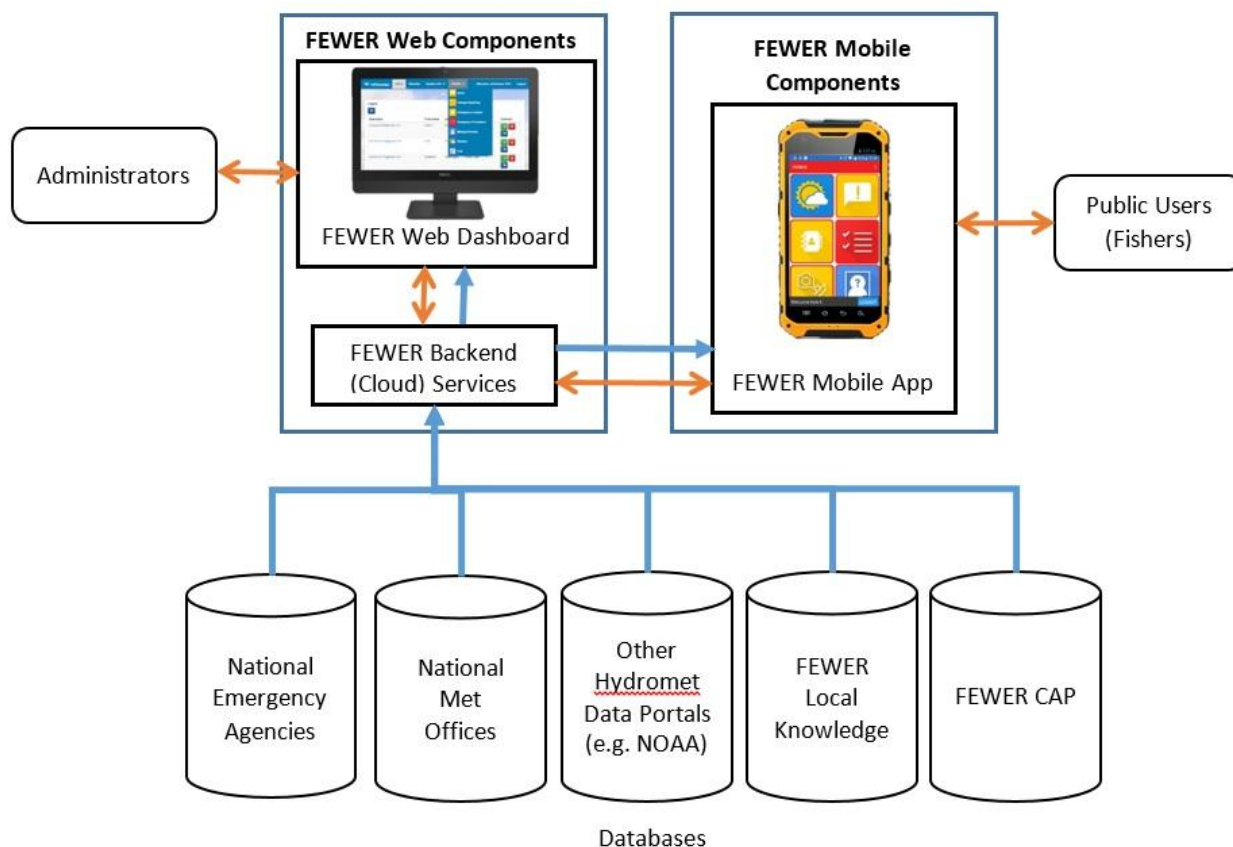 FEWER Web Components
FEWER Mobile
Components
Administrators
FEWER Web Dashboard
Public Users
(Fishers)
FEWER Backend
(Cloud) Services
FEWER Mobile App
National
Emergency
Agencies
National
Met
Offices
Other
Hydromet
Data Portals
(e.g. NOAA)
FEWER
Local
Knowledge
FEWER CAP
Databases